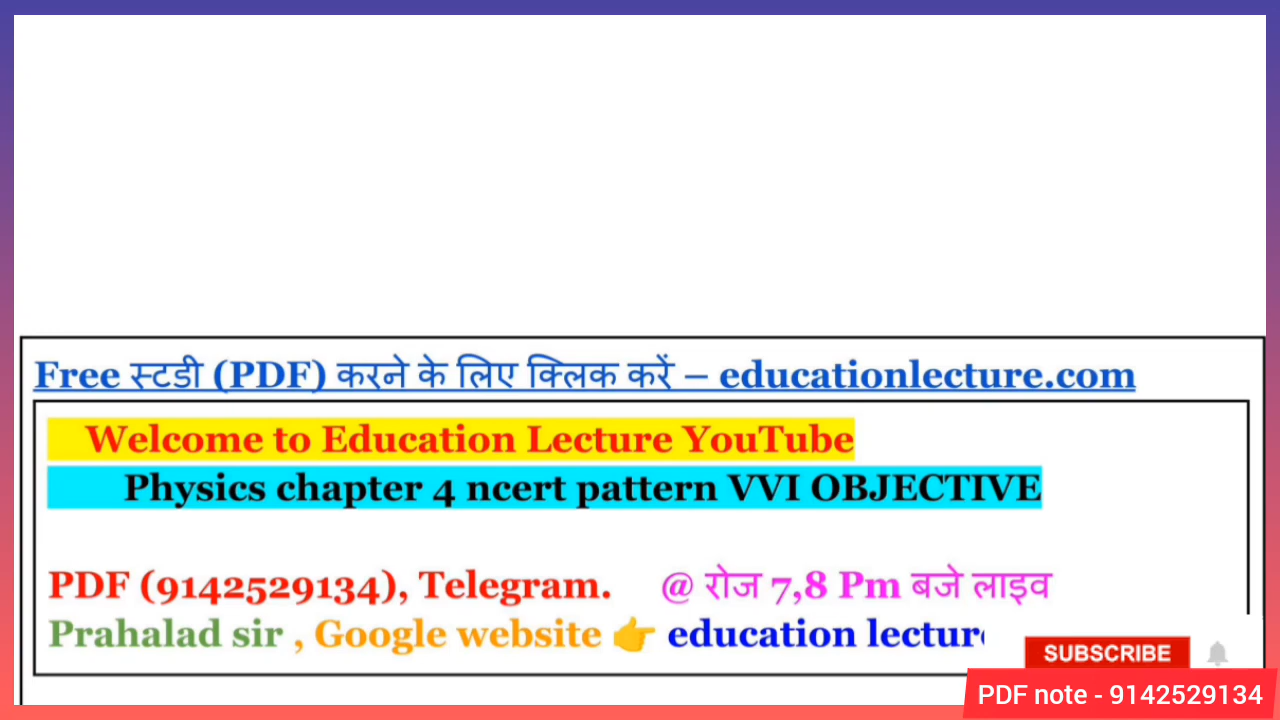 Free स्टडी (PDF) करने के लिए क्लिक करें – educationlecture.com
Welcome to Education Lecture YouTube
Physics chapter 4 ncert pattern VVI OBJECTIVE
PDF (9142529134), Telegram. @ रोज 7,8 Pm बजे लाइव
Prahalad sir , Google website 👉 education lecture
SUBSCRIBE
PDF note - 9142529134